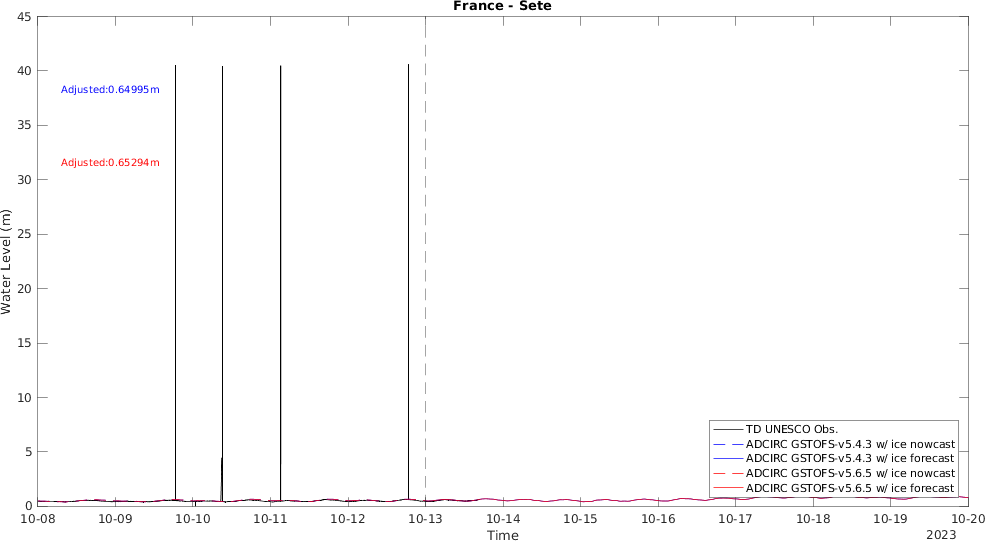 France - Sete
45
40
35
30
25
20
15
10
5
0
Water Level (m)
Adjusted:0.64995m
Adjusted:0.65294m
TD UNESCO Obs.
ADCIRC GSTOFS-v5.4.3 w/ ice nowcast
ADCIRC GSTOFS-v5.4.3 w/ ice forecast
ADCIRC GSTOFS-v5.6.5 w/ ice nowcast
ADCIRC GSTOFS-v5.6.5 w/ ice forecast
10-08 10-09 10-10 10-11 10-12 10-13 10-14 10-15 10-16 10-17 10-18 10-19 10-20
Time
2023